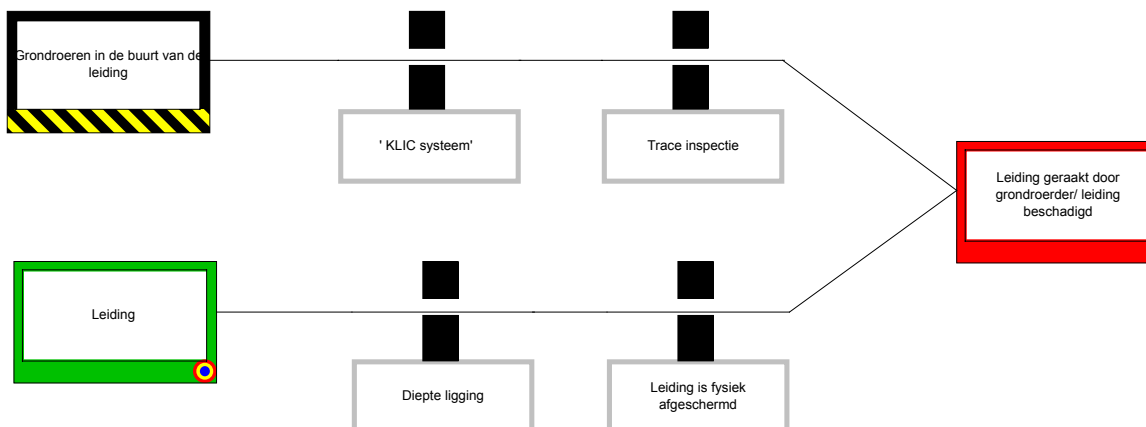 Grondroeren in de buurt van de
leiding
' KLIC systeem'
Trace inspectie
Leiding geraakt door
grondroerder/ leiding
beschadigd
Leiding
Diepte ligging
Leiding is fysiek
afgeschermd